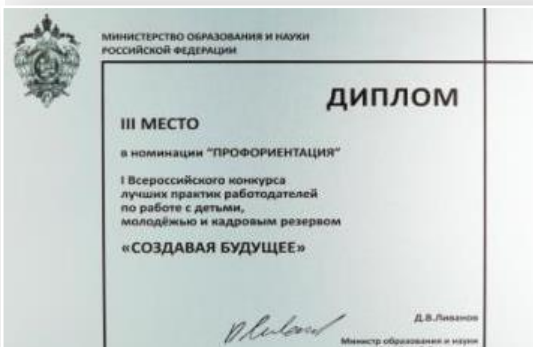 МИНИСТЕРСТВО ОБРАЗОВАНИЯ И НАУКИ
РОССИЙСКОЙ ФЕДЕРАЦИИ
ДИПЛОМ
III МЕСТО
в номинации "ПРОФОРИЕНТАЦИЯ"
I Всероссийского конкурса
лучших практик работодателей
по работе с детьми,
молодёжью и кадровым резервом
«СОЗДАВАЯ БУДУЩЕЕ»
Д.В.Ливанов
Министр образования и науки